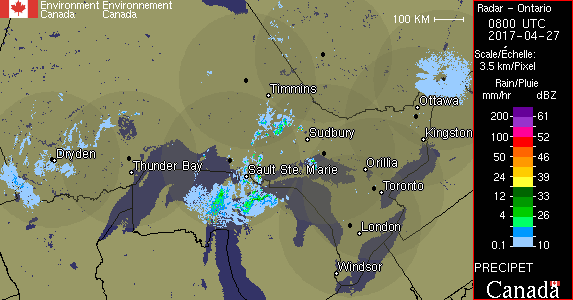 Environment Environnement
Canada Canada
100 KM
Timmins
Ottawa
Sudbury
Kingston
Dryden
Thunder Bay
Sault Ste. Marie
Orillia
Toronto
London
Windsor
Radar - Ontario
0800 UTC
2017-04-27
Scale/Échelle:
3.5 km/Pixel
Rain/Pluie
mm/hr dBZ
200 61
100 52
50 46
24 39
12 33
4 26
0.1 10
PRECIPET
Canada